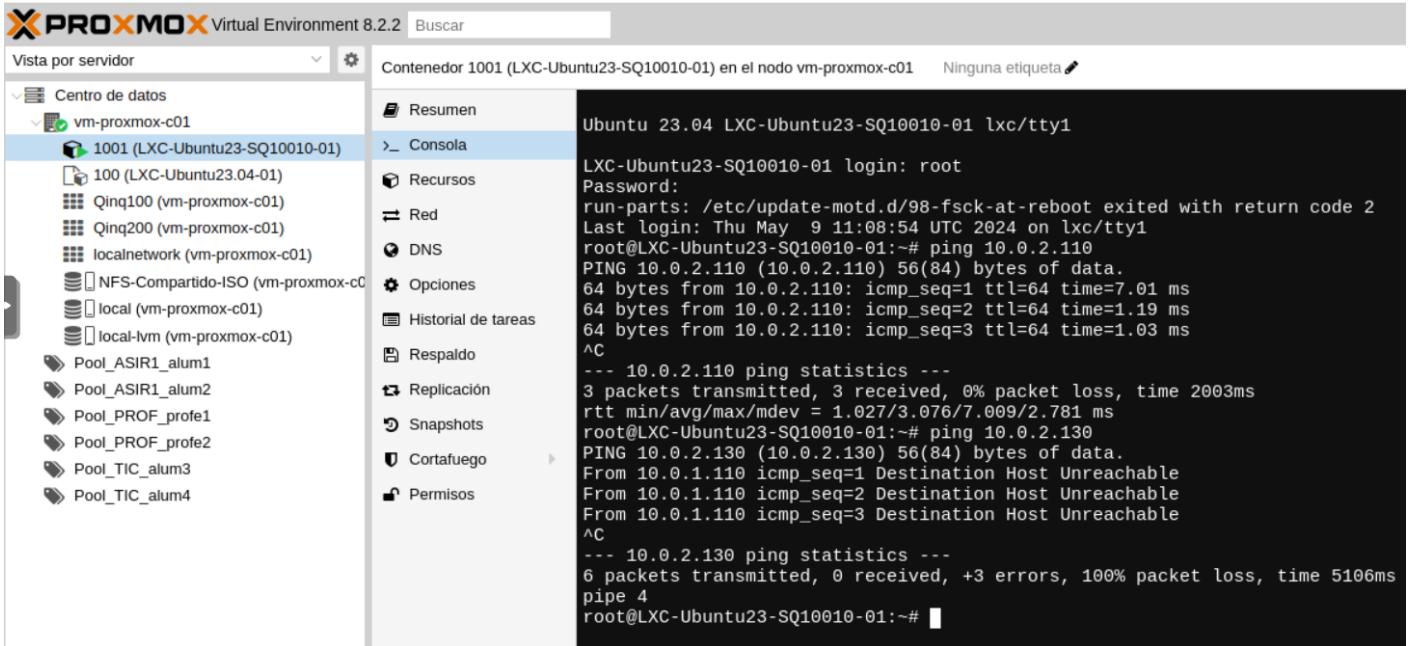 PROXMOX Virtual Environment 8.2.2 Buscar
Vista por servidor
Centro de datos
vm-proxmox-c01
1001 (LXC-Ubuntu23-SQ10010-01)
100 (LXC-Ubuntu23.04-01)
Qinq100 (vm-proxmox-c01)
Qinq200 (vm-proxmox-c01)
localnetwork (vm-proxmox-c01)
NFS-Compartido-ISO (vm-proxmox-c0
local (vm-proxmox-c01)
local-lvm (vm-proxmox-c01)
Pool_ASIR1_alum1
Pool_ASIR1_alum2
Pool_PROF_profe1
Pool_PROF_profe2
Pool_TIC_alum3
Pool_TIC_alum4
Contenedor 1001 (LXC-Ubuntu23-SQ10010-01) en el nodo vm-proxmox-c01 Ninguna etiqueta
Resumen
>_ Consola
Recursos
Red
DNS
Opciones
Historial de tareas
Respaldo
Replicación
Snapshots
Cortafuego
Permisos
Ubuntu 23.04 LXC-Ubuntu23-SQ10010-01 lxc/tty1
LXC-Ubuntu23-SQ10010-01 login: root
Password:
run-parts: /etc/update-motd.d/98-fsck-at-reboot exited with return code 2
Last login: Thu May  9 11:08:54 UTC 2024 on lxc/tty1
root@LXC-Ubuntu23-SQ10010-01:~# ping 10.0.2.110
PING 10.0.2.110 (10.0.2.110) 56(84) bytes of data.
64 bytes from 10.0.2.110: icmp_seq=1 ttl=64 time=7.01 ms
64 bytes from 10.0.2.110: icmp_seq=2 ttl=64 time=1.19 ms
64 bytes from 10.0.2.110: icmp_seq=3 ttl=64 time=1.03 ms
^C
--- 10.0.2.110 ping statistics ---
3 packets transmitted, 3 received, 0% packet loss, time 2003ms
rtt min/avg/max/mdev = 1.027/3.076/7.009/2.781 ms
root@LXC-Ubuntu23-SQ10010-01:~# ping 10.0.2.130
PING 10.0.2.130 (10.0.2.130) 56(84) bytes of data.
From 10.0.1.110 icmp_seq=1 Destination Host Unreachable
From 10.0.1.110 icmp_seq=2 Destination Host Unreachable
From 10.0.1.110 icmp_seq=3 Destination Host Unreachable
^C
--- 10.0.2.130 ping statistics ---
6 packets transmitted, 0 received, +3 errors, 100% packet loss, time 5106ms
pipe 4
root@LXC-Ubuntu23-SQ10010-01:~#